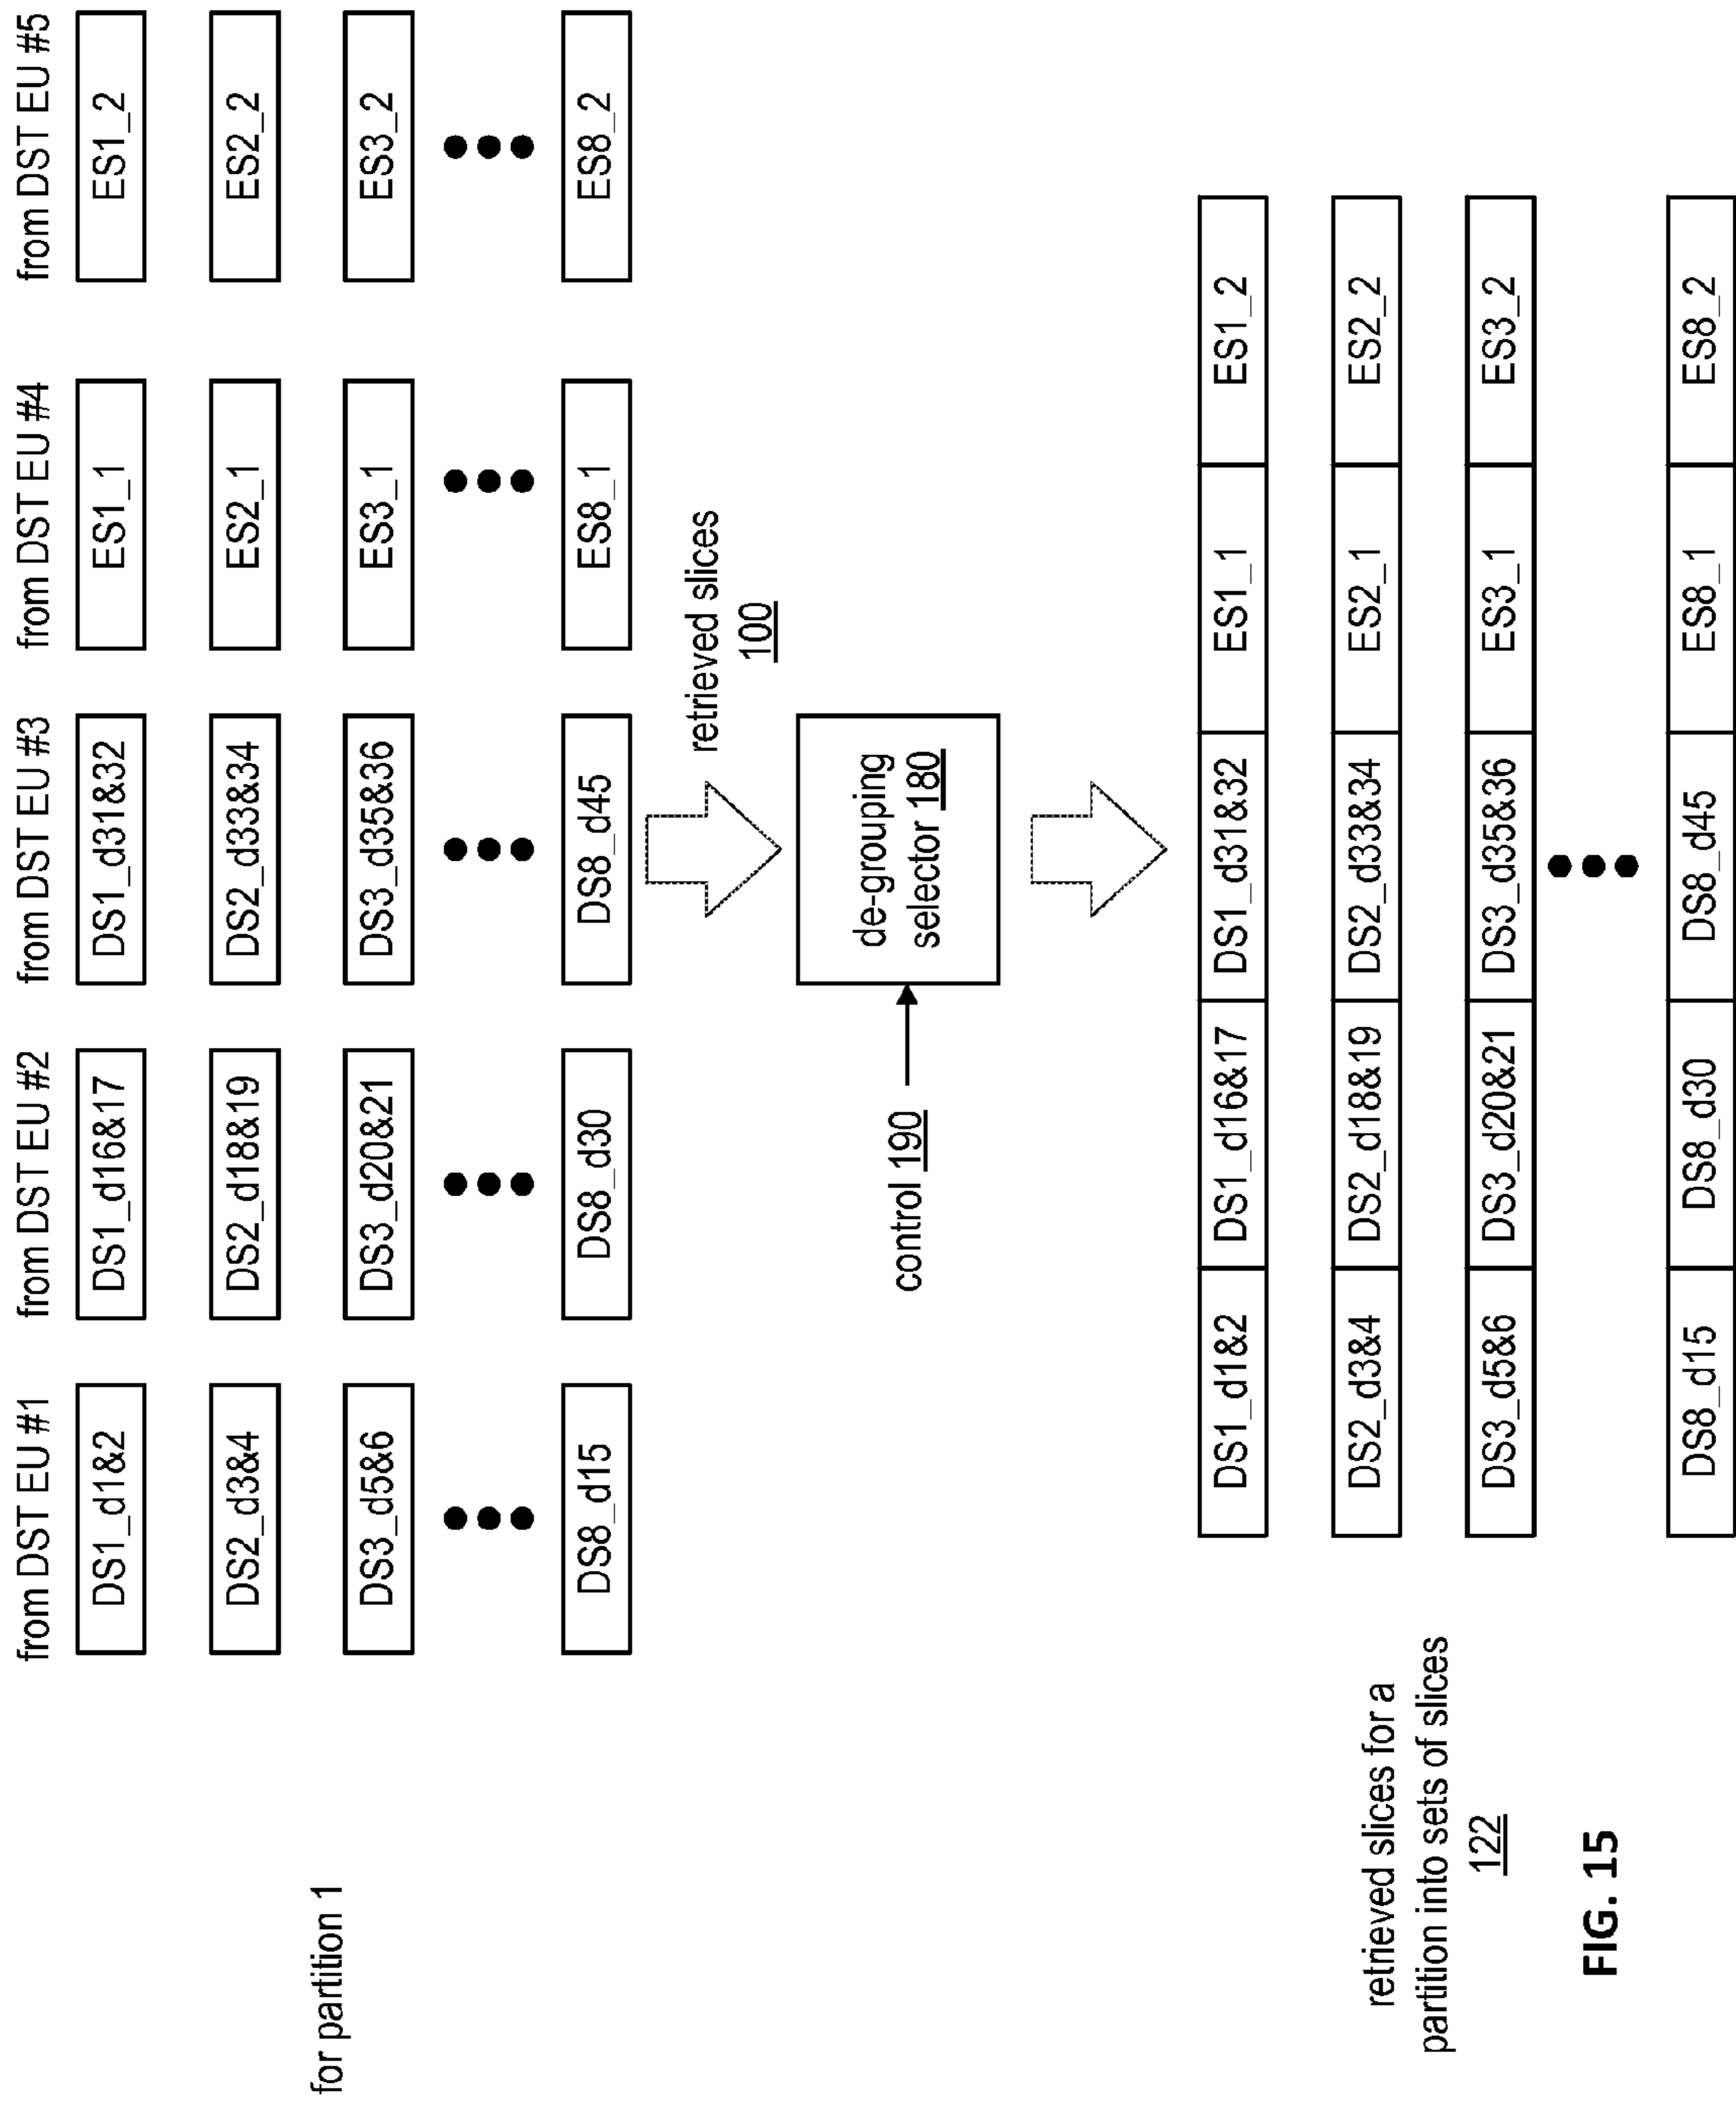 from DST EU #1 from DST EU #2 from DST EU #3 from DST EU #4 from DST EU #5
DS1_d1&2 DS1_d16&17 DS1_d31&32 ES1_1 ES1_2
DS2_d3&4 DS2_d18&19 DS2_d33&34 ES2_1 ES2_2
for partition 1
DS3_d5&6 DS3_d20&21 DS3_d35&36 ES3_1 ES3_2
DS8_d15 DS8_d30 DS8_d45 ES8_1 ES8_2
retrieved slices
100
de-grouping
selector 180
control 190
DS1_d1&2 DS1_d16&17 DS1_d31&32 ES1_1 ES1_2
DS2_d3&4 DS2_d18&19 DS2_d33&34 ES2_1 ES2_2
DS3_d5&6 DS3_d20&21 DS3_d35&36 ES3_1 ES3_2
DS8_d15 DS8_d30 DS8_d45 ES8_1 ES8_2
retrieved slices for a
partition into sets of slices
122
FIG. 15